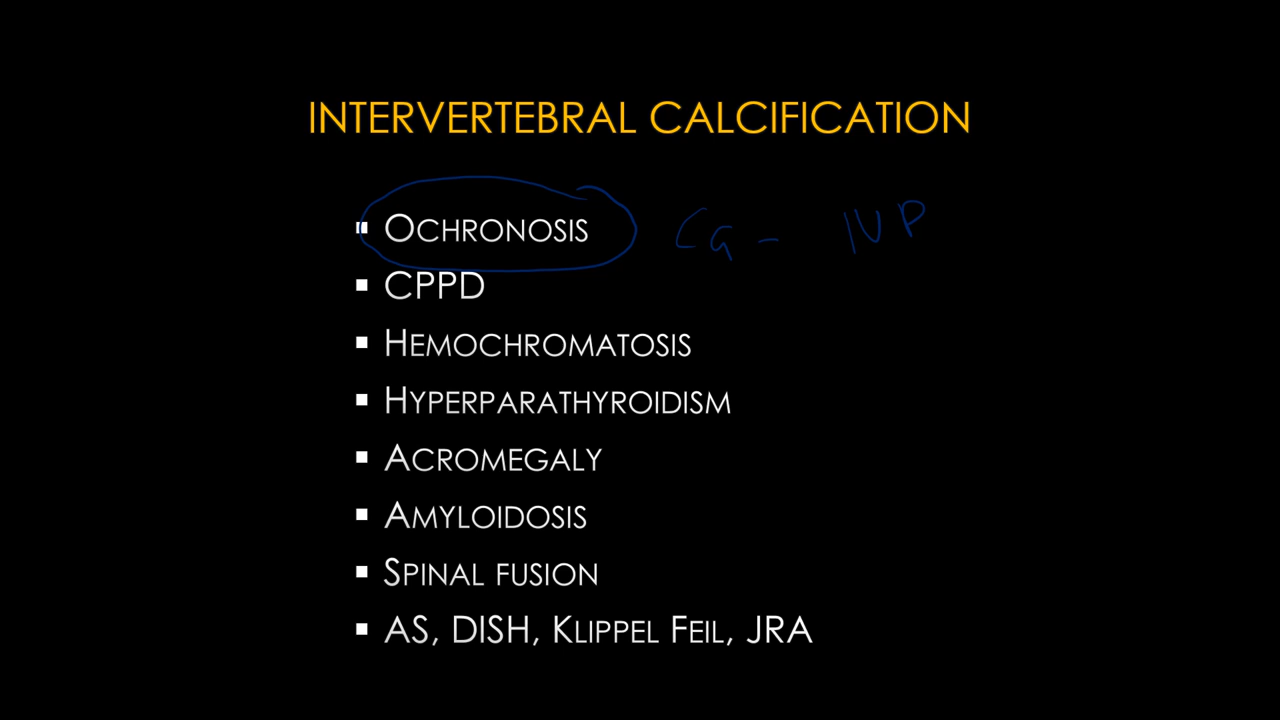 INTERVERTEBRAL CALCIFICATION
▪ OCHRONOSIS
▪ CPPD
▪ HEMOCHROMATOSIS
▪ HYPERPARATHYROIDISM
▪ ACROMEGALY
▪ AMYLOIDOSIS
▪ SPINAL FUSION
▪ AS, DISH, KLIPPEL FEIL, JRA